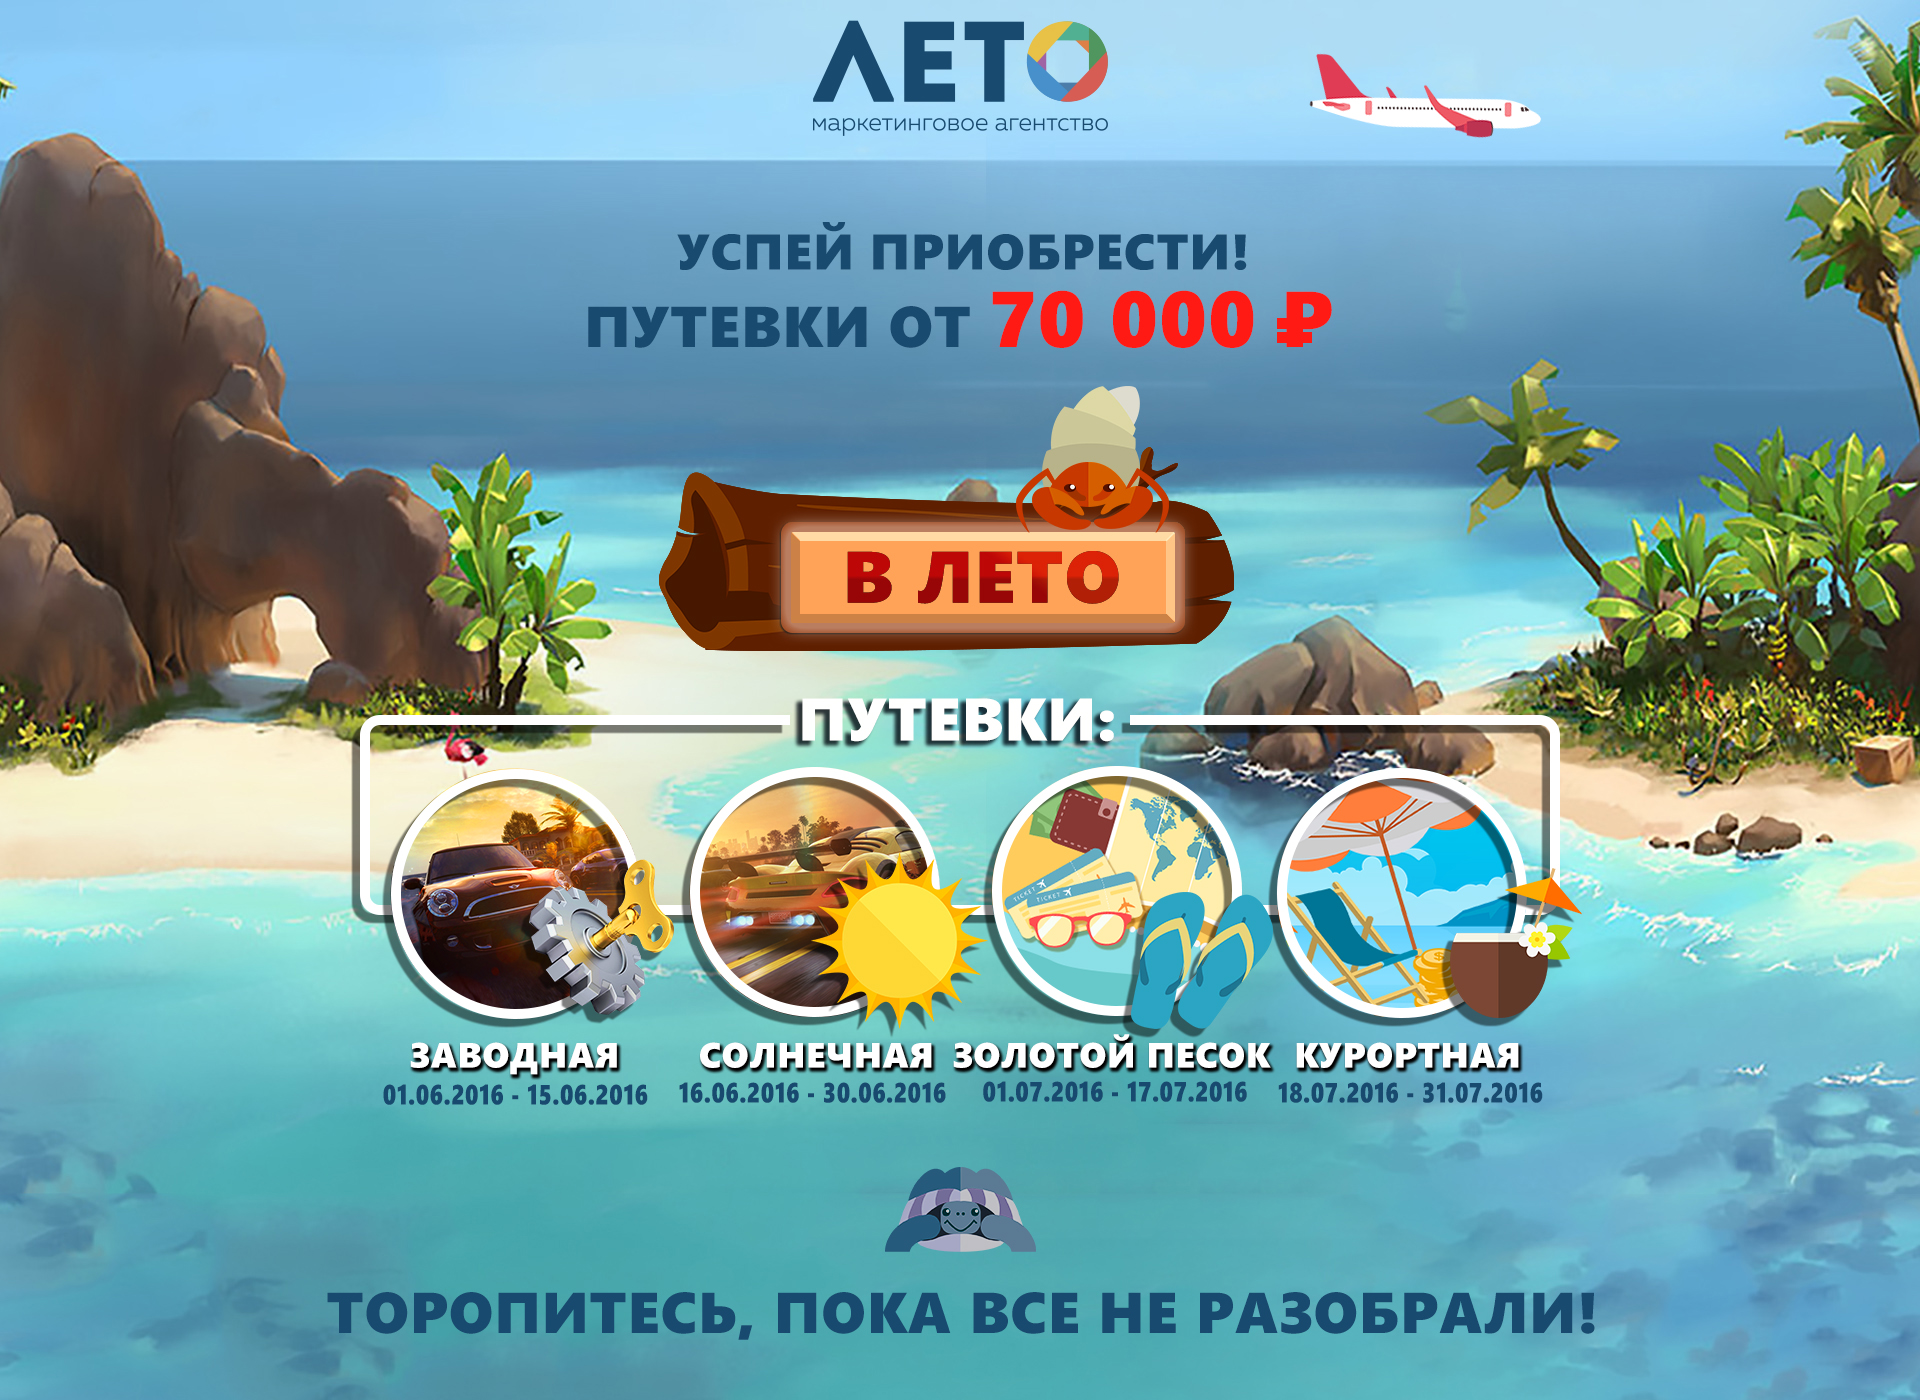 ЛЕТО
маркетинговое агентство
УСПЕЙ ПРИОБРЕСТИ!
ПУТЕВКИ ОТ 70 000 ₽
В ЛЕТО
ПУТЕВКИ:
TICKET
TICKET
ЗАВОДНАЯ
01.06.2016 - 15.06.2016
СОЛНЕЧНАЯ
16.06.2016 - 30.06.2016
ЗОЛОТОЙ ПЕСОК
01.07.2016 - 17.07.2016
КУРОРТНАЯ
18.07.2016 - 31.07.2016
ТОРОПИТЕСЬ, ПОКА ВСЕ НЕ РАЗОБРАЛИ!